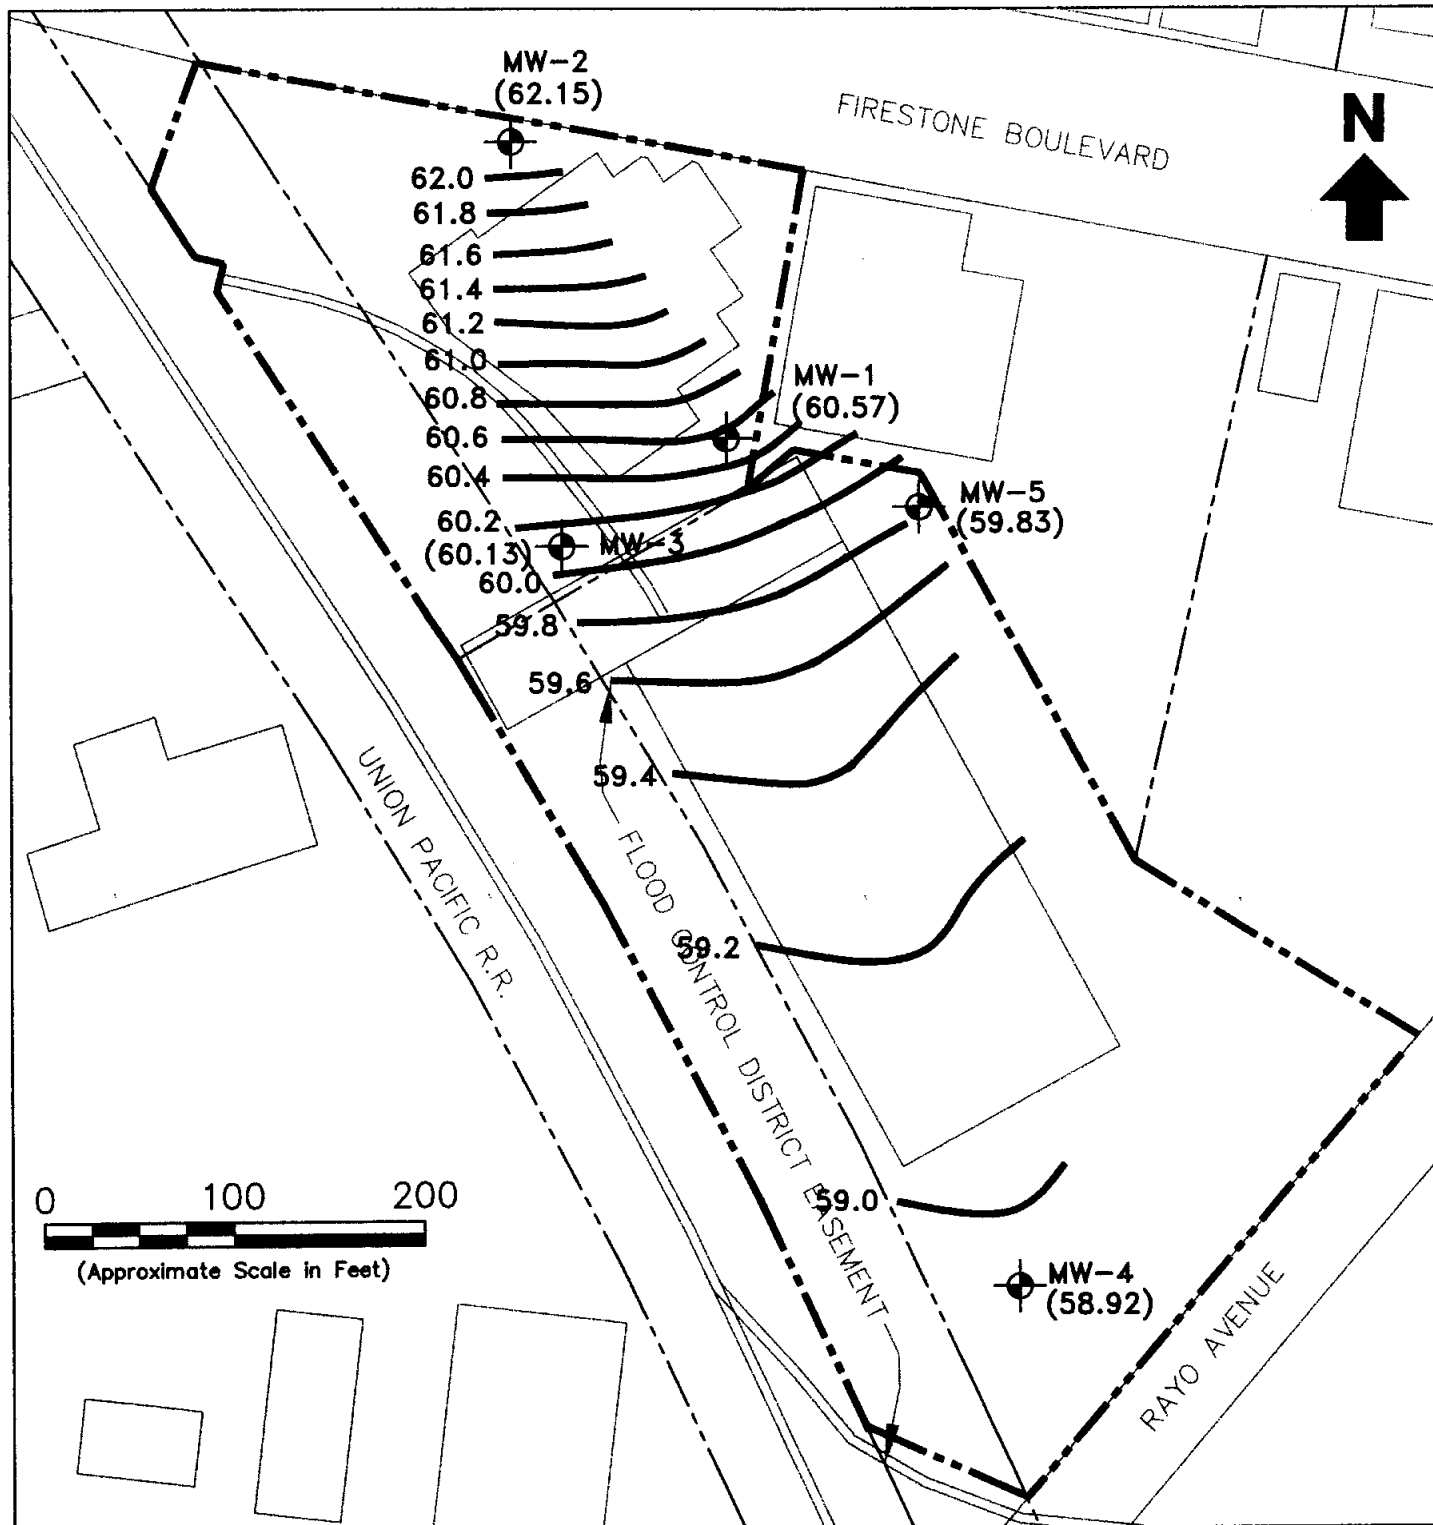 MW-2
(62.15)
FIRESTONE BOULEVARD
N
62.0
61.8
61.6
61.4
61.2
61.0
60.8
60.6
60.4
60.2
MW-1
(60.57)
MW-5
(59.83)
(60.13)
MW-3
60.0
59.8
59.6
59.4
59.2
59.0
UNION PACIFIC R.R.
FLOOD CONTROL DISTRICT EASEMENT
0 100 200
(Approximate Scale in Feet)
MW-4
(58.92)
RAYO AVENUE